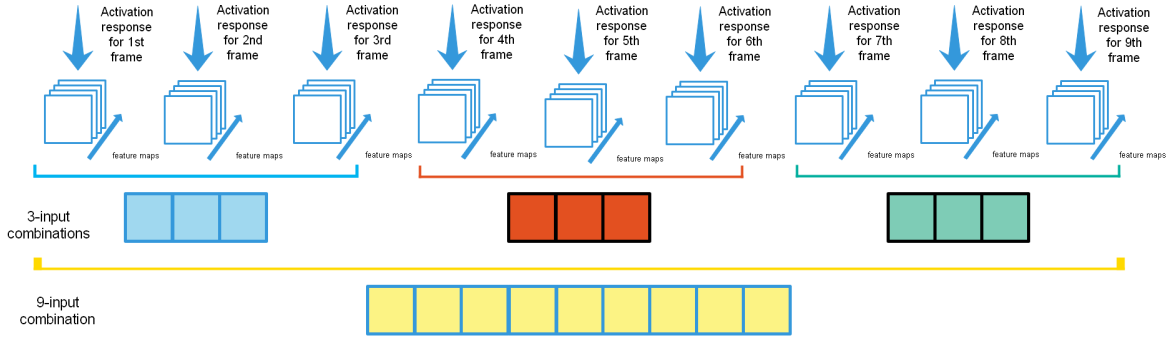 Activation
response
for 1st
frame
Activation
response
for 2nd
frame
Activation
response
for 3rd
frame
Activation
response
for 4th
frame
Activation
response
for 5th
frame
Activation
response
for 6th
frame
Activation
response
for 7th
frame
Activation
response
for 8th
frame
Activation
response
for 9th
frame
feature maps
feature maps
feature maps
feature maps
feature maps
feature maps
feature maps
feature maps
feature maps
3-input
combinations
9-input
combination